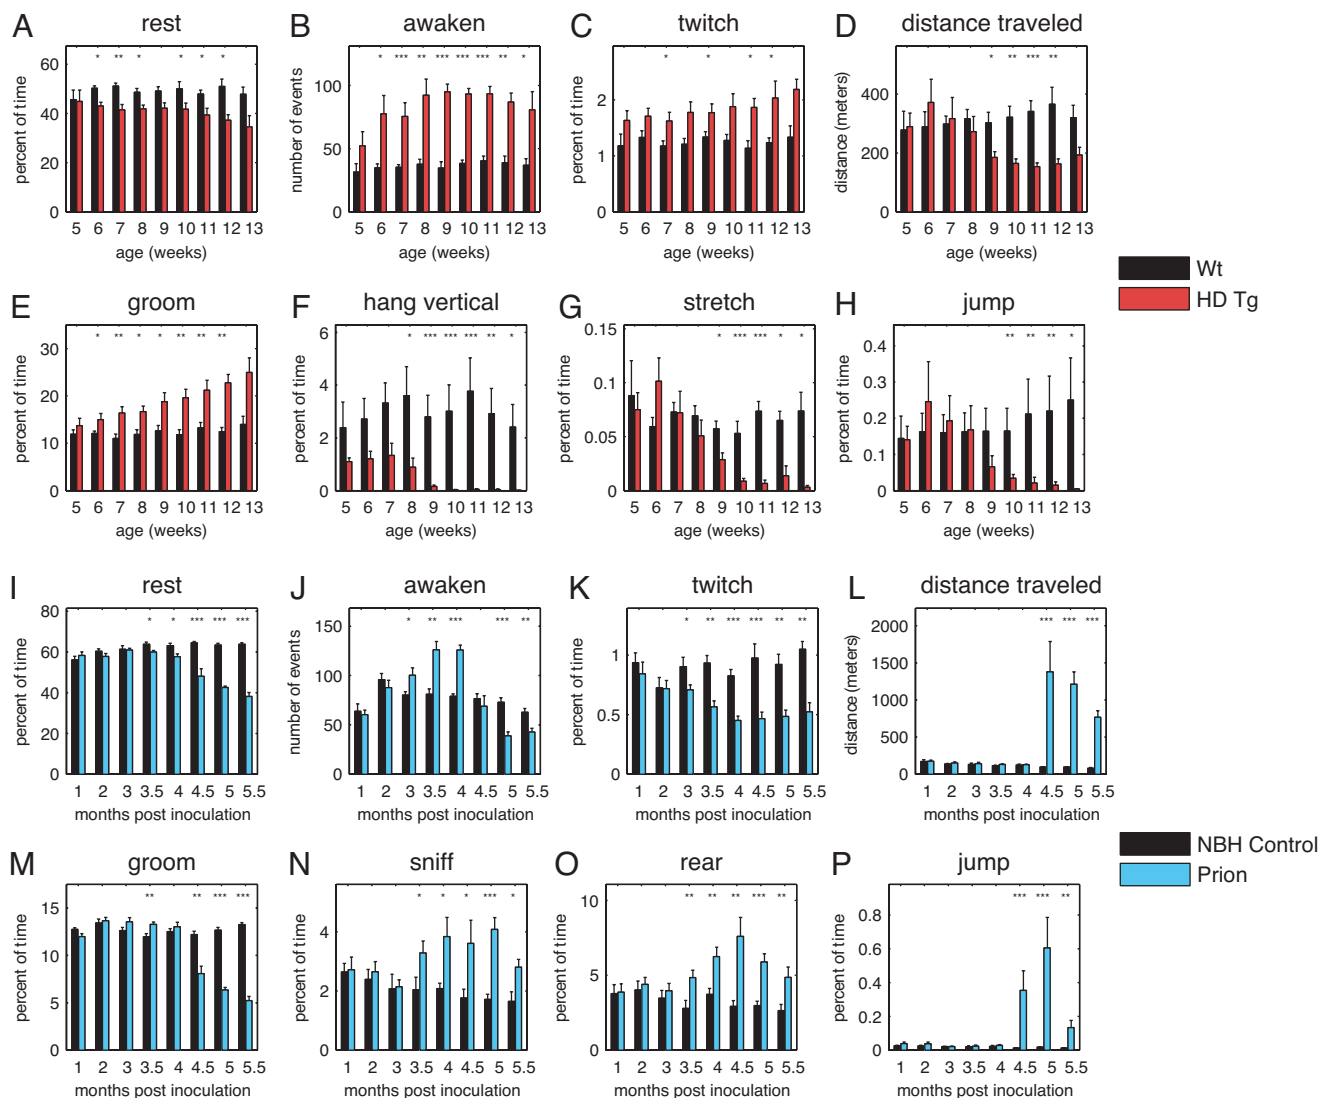 A rest
B awaken
C twitch
D distance traveled
* ** * * * *
* *** ** *** *** *** ** *
* * * *
* ** *** **
percent of time
60
40
20
0
5 6 7 8 9 10 11 12 13
age (weeks)
number of events
100
50
0
5 6 7 8 9 10 11 12 13
age (weeks)
percent of time
2
1
0
5 6 7 8 9 10 11 12 13
age (weeks)
distance (meters)
400
200
0
5 6 7 8 9 10 11 12 13
age (weeks)
Wt
HD Tg
E groom
F hang vertical
G stretch
H jump
* ** * * ** ** **
* *** *** *** ** *
* *** *** * *
** ** ** *
percent of time
30
20
10
0
5 6 7 8 9 10 11 12 13
age (weeks)
percent of time
6
4
2
0
5 6 7 8 9 10 11 12 13
age (weeks)
percent of time
0.15
0.1
0.05
0
5 6 7 8 9 10 11 12 13
age (weeks)
percent of time
0.4
0.3
0.2
0.1
0
5 6 7 8 9 10 11 12 13
age (weeks)
I rest
J awaken
K twitch
L distance traveled
* * *** *** ***
* ** *** *** **
* ** *** *** ** **
*** *** ***
percent of time
80
60
40
20
0
1 2 3 3.5 4 4.5 5 5.5
months post inoculation
number of events
150
100
50
0
1 2 3 3.5 4 4.5 5 5.5
months post inoculation
percent of time
1
0.5
0
1 2 3 3.5 4 4.5 5 5.5
months post inoculation
distance (meters)
2000
1500
1000
500
0
1 2 3 3.5 4 4.5 5 5.5
months post inoculation
NBH Control
Prion
M groom
N sniff
O rear
P jump
** ** *** ***
* * * *** *
** ** ** *** **
*** *** **
percent of time
15
10
5
0
1 2 3 3.5 4 4.5 5 5.5
months post inoculation
percent of time
6
4
2
0
1 2 3 3.5 4 4.5 5 5.5
months post inoculation
percent of time
10
5
0
1 2 3 3.5 4 4.5 5 5.5
months post inoculation
percent of time
0.8
0.6
0.4
0.2
0
1 2 3 3.5 4 4.5 5 5.5
months post inoculation